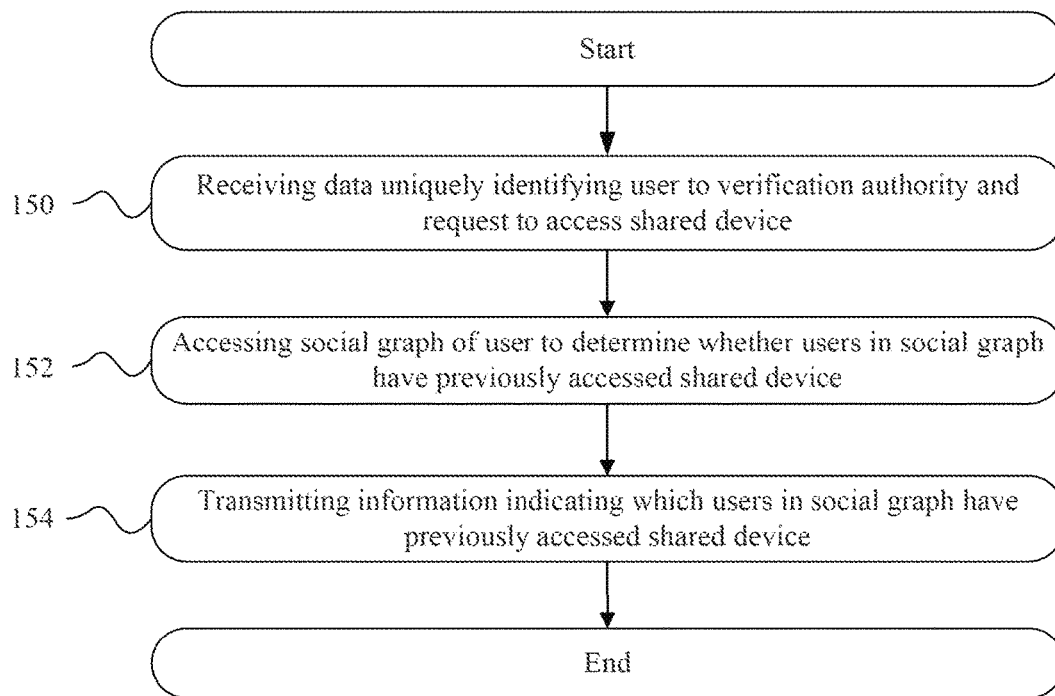 Start
150
Receiving data uniquely identifying user to verification authority and
request to access shared device
152
Accessing social graph of user to determine whether users in social graph
have previously accessed shared device
154
Transmitting information indicating which users in social graph have
previously accessed shared device
End